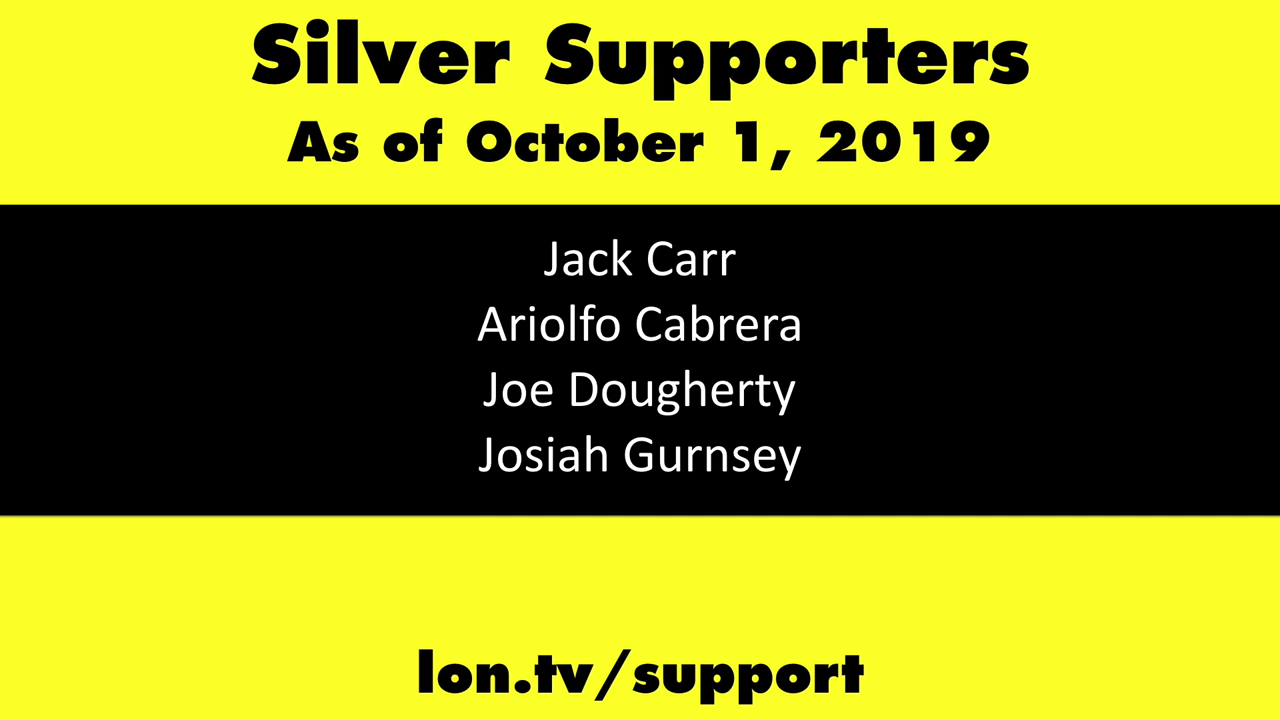 Silver Supporters
As of October 1, 2019
Jack Carr
Ariolfo Cabrera
Joe Dougherty
Josiah Gurnsey
lon.tv/support